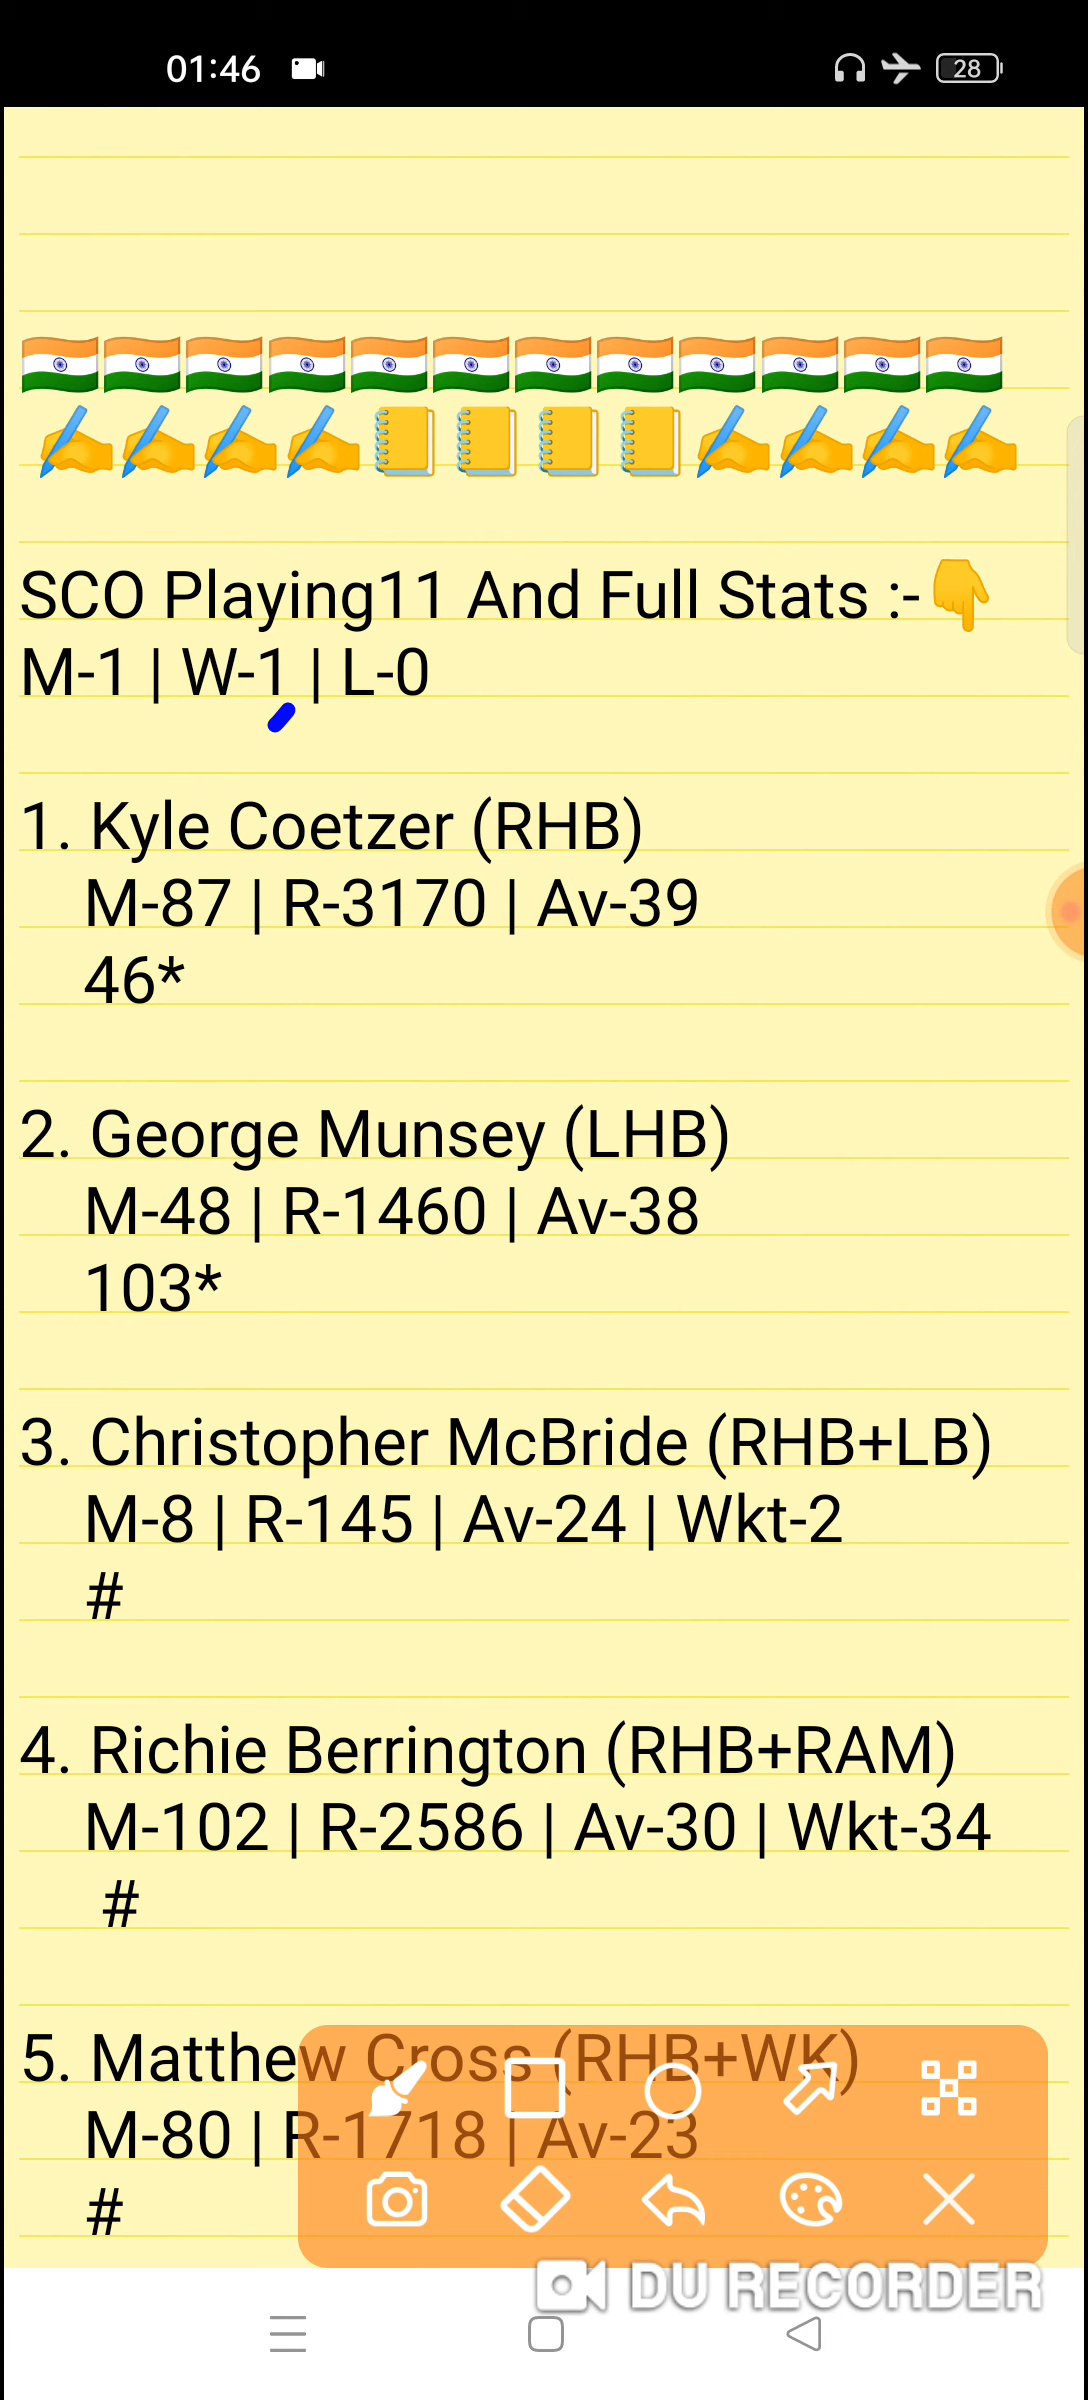 01:46
28
SCO Playing11 And Full Stats :-👇
M-1 | W-1 | L-0
1. Kyle Coetzer (RHB)
M-87 | R-3170 | Av-39
46*
2. George Munsey (LHB)
M-48 | R-1460 | Av-38
103*
3. Christopher McBride (RHB+LB)
M-8 | R-145 | Av-24 | Wkt-2
#
4. Richie Berrington (RHB+RAM)
M-102 | R-2586 | Av-30 | Wkt-34
#
5. Matthew Cross (RHB+WK)
M-80 | R-1718 | Av-23
#
DU RECORDER